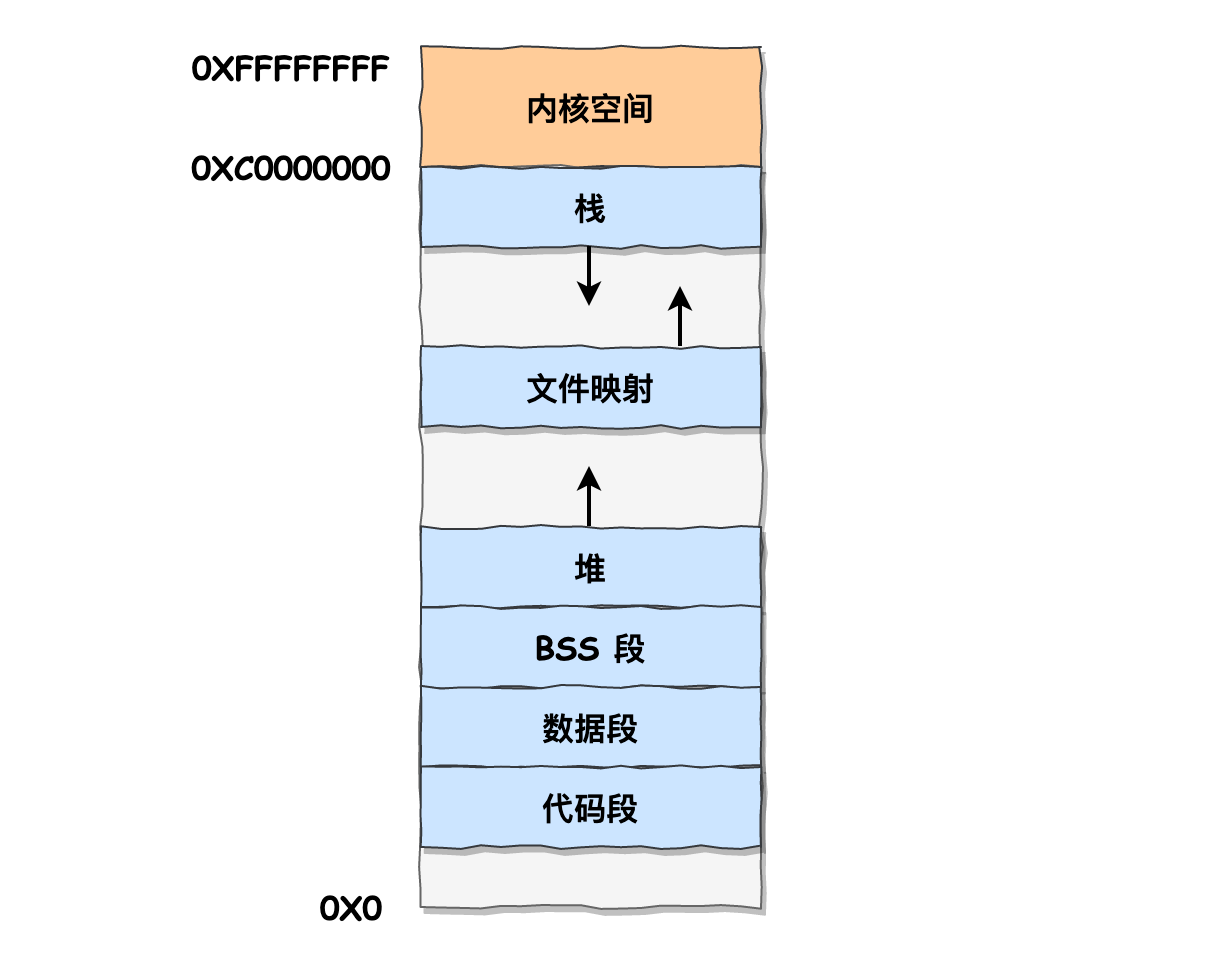 0XFFFFFFFF
内核空间
0XC0000000
栈
文件映射
堆
BSS 段
数据段
代码段
0X0